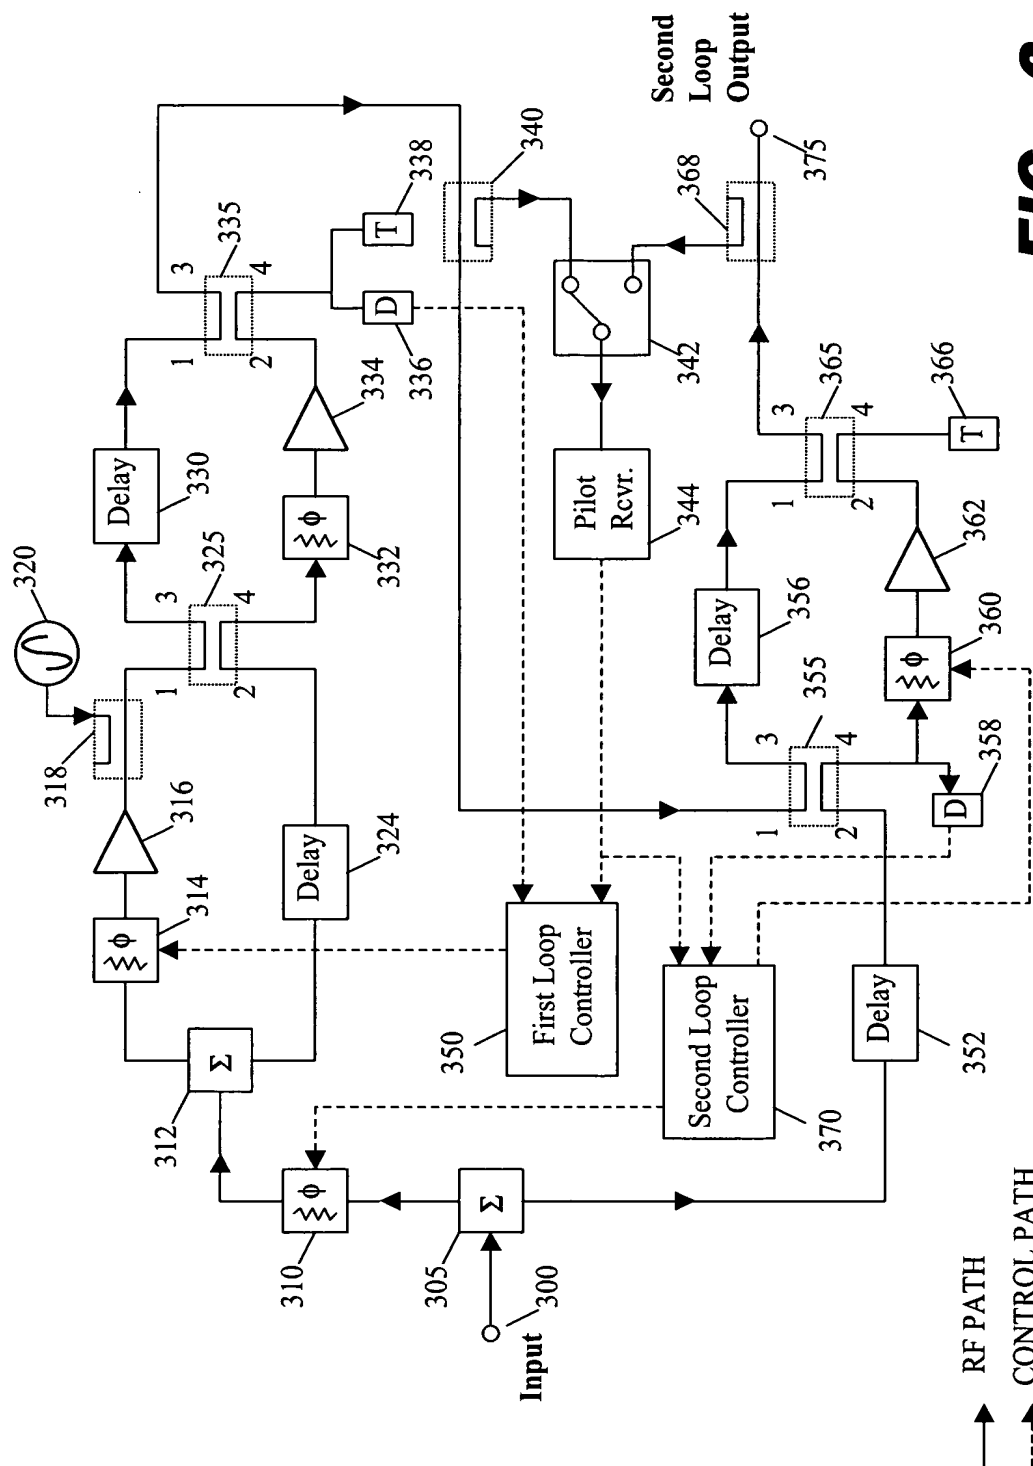 320
318
316
314
312
310
305
300
Input
Σ
Σ
ϕ
ϕ
1
2
3
4
325
Delay
324
Delay
330
ϕ
332
334
1
2
3
4
335
D
336
T
338
340
342
Pilot
Rcvr.
344
First Loop
Controller
350
Second Loop
Controller
370
Delay
352
1
2
3
4
355
Delay
356
D
358
ϕ
360
362
1
2
3
4
365
T
366
368
375
Second
Loop
Output
RF PATH
CONTROL PATH
FIG.